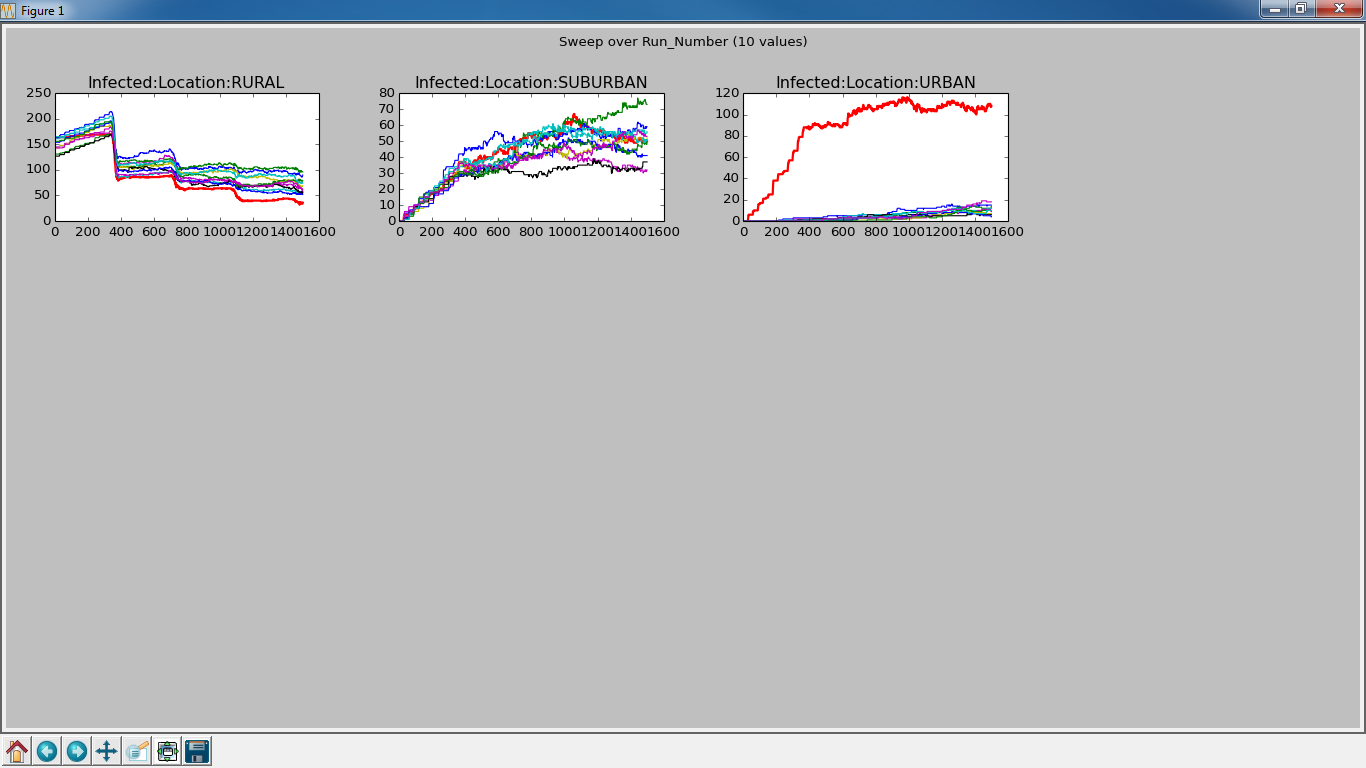 Figure 1
Sweep over Run_Number (10 values)
Infected:Location:RURAL
250
200
150
100
50
0
0 200 400 600 800 1000 1200 1400 1600
Infected:Location:SUBURBAN
80
70
60
50
40
30
20
10
0
0 200 400 600 800 1000 1200 1400 1600
Infected:Location:URBAN
120
100
80
60
40
20
0
0 200 400 600 800 1000 1200 1400 1600